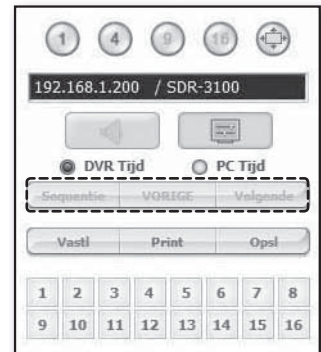 1 4 9 16
192.168.1.200 / SDR-3100
DVR Tijd PC Tijd
Sequentie VORIGE Volgende
Vastl Print Opsl
1 2 3 4 5 6 7 8
9 10 11 12 13 14 15 16